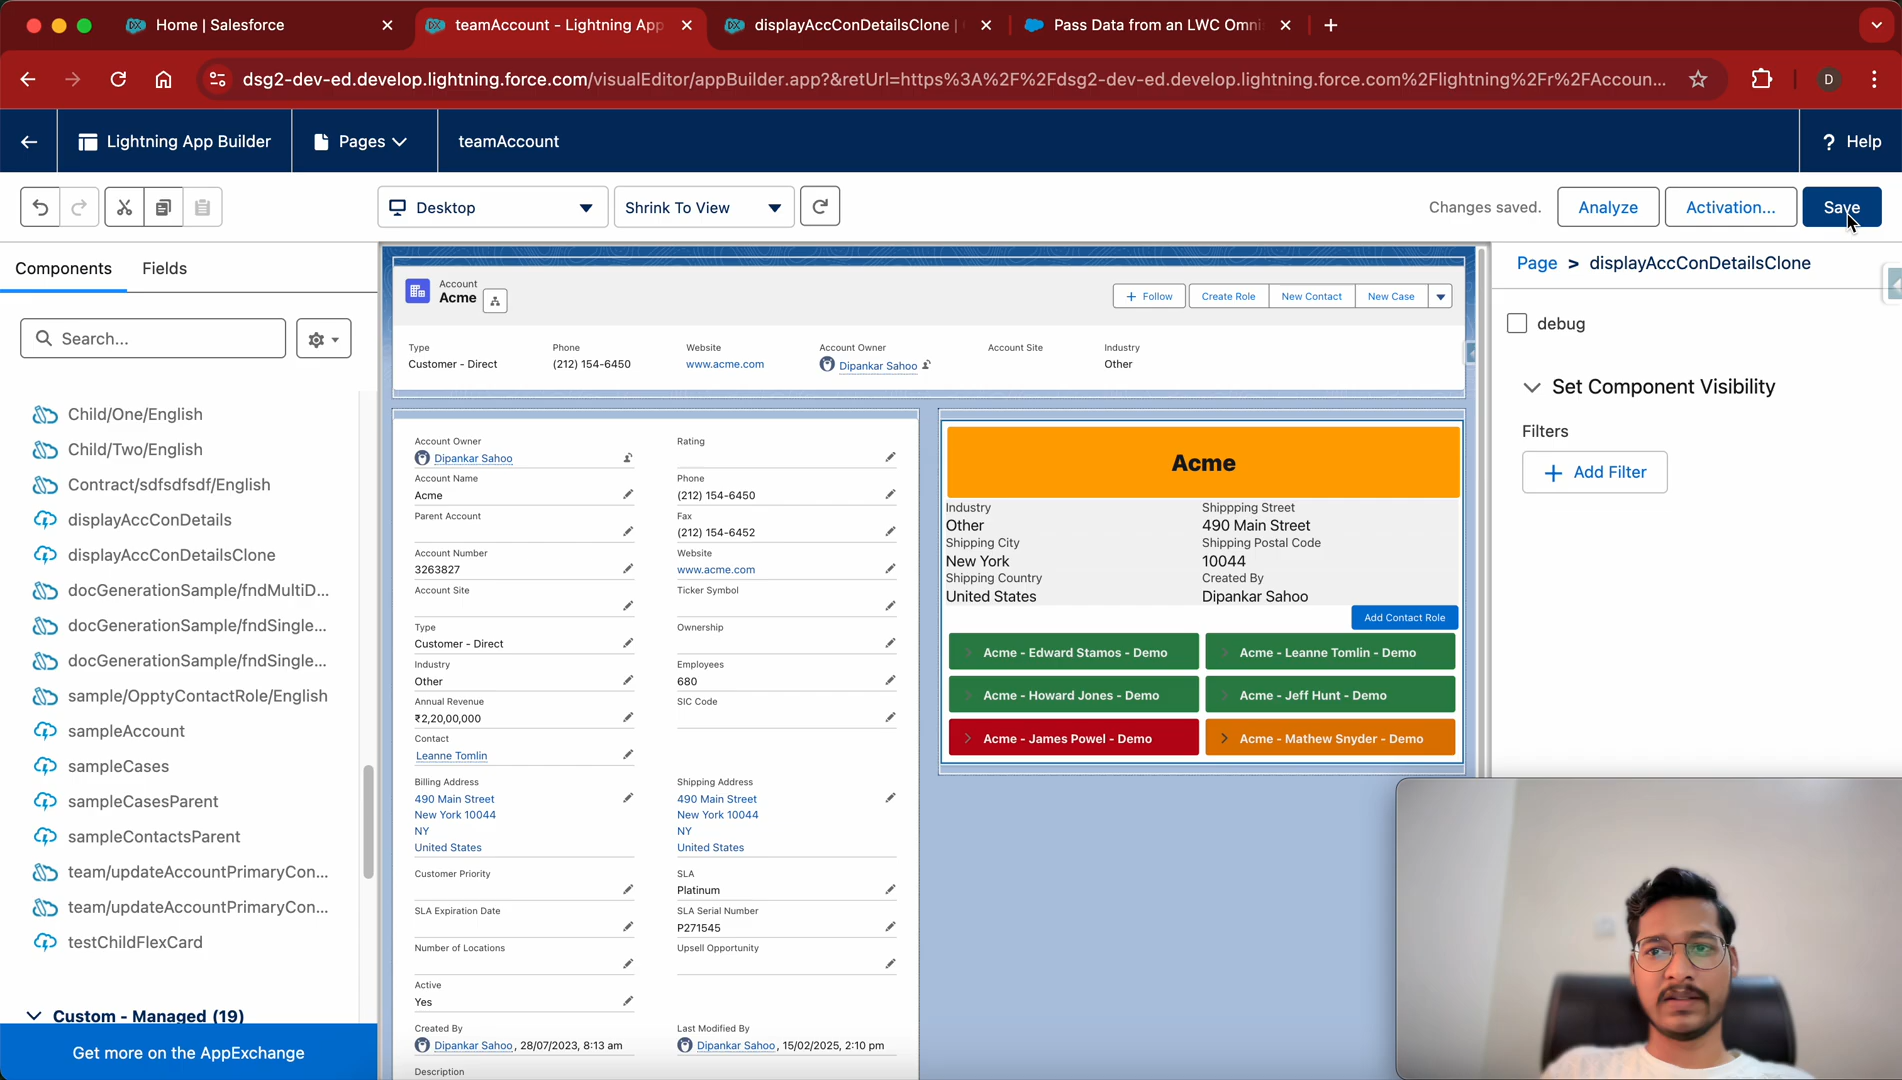 Home | Salesforce
teamAccount - Lightning App
displayAccConDetailsClone |
Pass Data from an LWC Omni
dsg2-dev-ed.develop.lightning.force.com/visualEditor/appBuilder.app?&retUrl=https%3A%2F%2Fdsg2-dev-ed.develop.lightning.force.com%2Flightning%2Fr%2FAccoun...
D
Lightning App Builder
Pages
teamAccount
? Help
Desktop
Shrink To View
Changes saved.
Analyze
Activation...
Save
Components
Fields
Search...
Child/One/English
Child/Two/English
Contract/sdfsdfsdf/English
displayAccConDetails
displayAccConDetailsClone
docGenerationSample/fndMultiD...
docGenerationSample/fndSingle...
docGenerationSample/fndSingle...
sample/OpptyContactRole/English
sampleAccount
sampleCases
sampleCasesParent
sampleContactsParent
team/updateAccountPrimaryCon...
team/updateAccountPrimaryCon...
testChildFlexCard
Custom - Managed (19)
Get more on the AppExchange
Account
Acme
+ Follow
Create Role
New Contact
New Case
Type
Customer - Direct
Phone
(212) 154-6450
Website
www.acme.com
Account Owner
Dipankar Sahoo
Account Site
Industry
Other
Account Owner
Dipankar Sahoo
Rating
Account Name
Acme
Phone
(212) 154-6450
Parent Account
Fax
(212) 154-6452
Account Number
3263827
Website
www.acme.com
Account Site
Ticker Symbol
Type
Customer - Direct
Ownership
Industry
Other
Employees
680
Annual Revenue
₹2,20,00,000
SIC Code
Contact
Leanne Tomlin
Billing Address
490 Main Street
New York 10044
NY
United States
Shipping Address
490 Main Street
New York 10044
NY
United States
Customer Priority
SLA
Platinum
SLA Expiration Date
SLA Serial Number
P271545
Number of Locations
Upsell Opportunity
Active
Yes
Created By
Dipankar Sahoo, 28/07/2023, 8:13 am
Last Modified By
Dipankar Sahoo, 15/02/2025, 2:10 pm
Description
Acme
Industry
Other
Shippping Street
490 Main Street
Shipping City
New York
Shipping Postal Code
10044
Shipping Country
United States
Created By
Dipankar Sahoo
Add Contact Role
Acme - Edward Stamos - Demo
Acme - Leanne Tomlin - Demo
Acme - Howard Jones - Demo
Acme - Jeff Hunt - Demo
Acme - James Powel - Demo
Acme - Mathew Snyder - Demo
Page > displayAccConDetailsClone
debug
Set Component Visibility
Filters
+ Add Filter